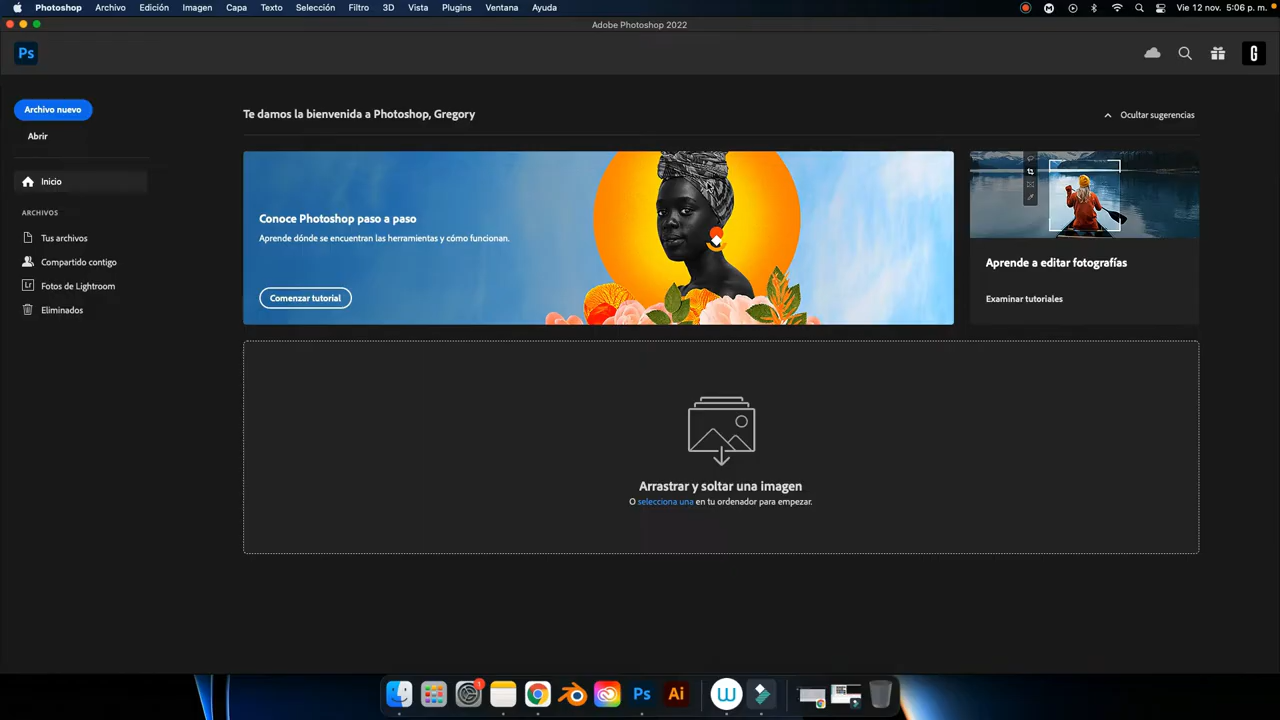 Photoshop Archivo Edición Imagen Capa Texto Selección Filtro 3D Vista Plugins Ventana Ayuda Vie 12 nov. 5:06 p. m.
Adobe Photoshop 2022
Ps
G
Archivo nuevo
Abrir
Te damos la bienvenida a Photoshop, Gregory
Ocultar sugerencias
Inicio
ARCHIVOS
Tus archivos
Compartido contigo
Lr Fotos de Lightroom
Eliminados
Conoce Photoshop paso a paso
Aprende dónde se encuentran las herramientas y cómo funcionan.
Comenzar tutorial
Aprende a editar fotografías
Examinar tutoriales
Arrastrar y soltar una imagen
O selecciona una en tu ordenador para empezar.
1
Ps Ai W